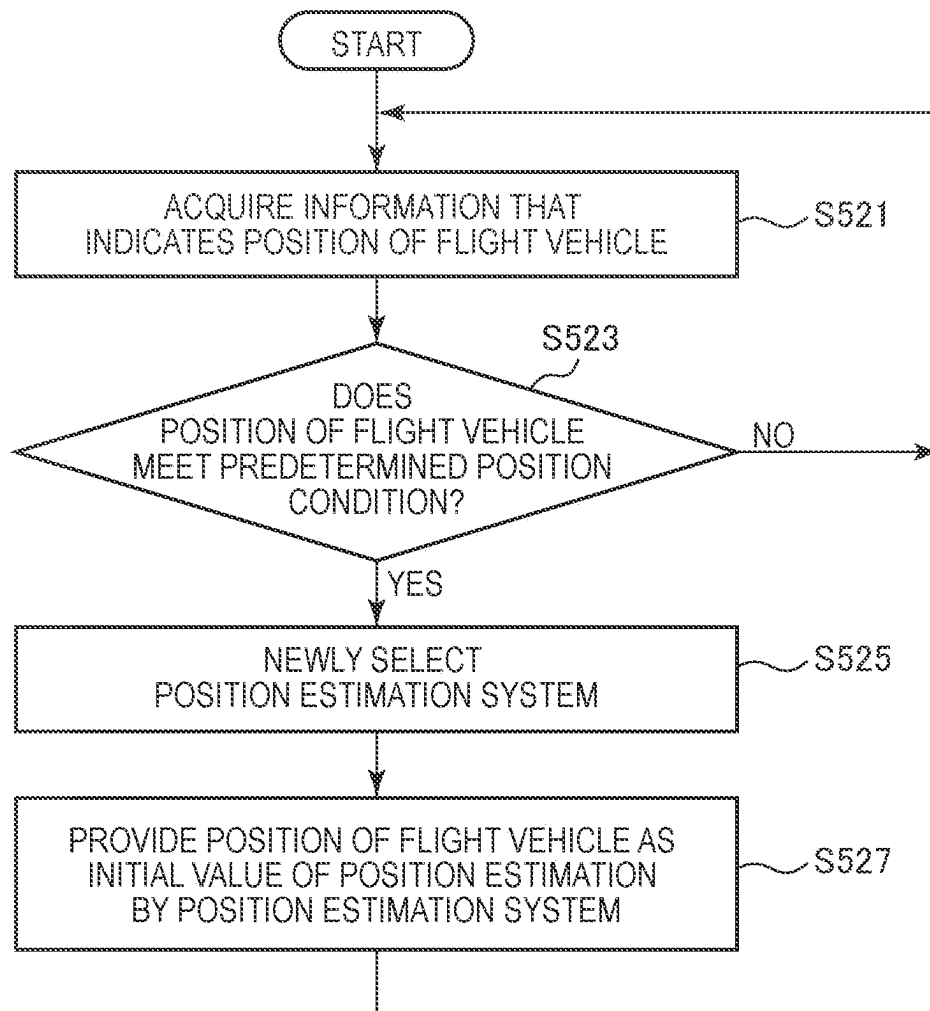 START
ACQUIRE INFORMATION THAT
INDICATES POSITION OF FLIGHT VEHICLE
S521
S523
DOES
POSITION OF FLIGHT VEHICLE
MEET PREDETERMINED POSITION
CONDITION?
NO
YES
NEWLY SELECT
POSITION ESTIMATION SYSTEM
S525
PROVIDE POSITION OF FLIGHT VEHICLE AS
INITIAL VALUE OF POSITION ESTIMATION
BY POSITION ESTIMATION SYSTEM
S527